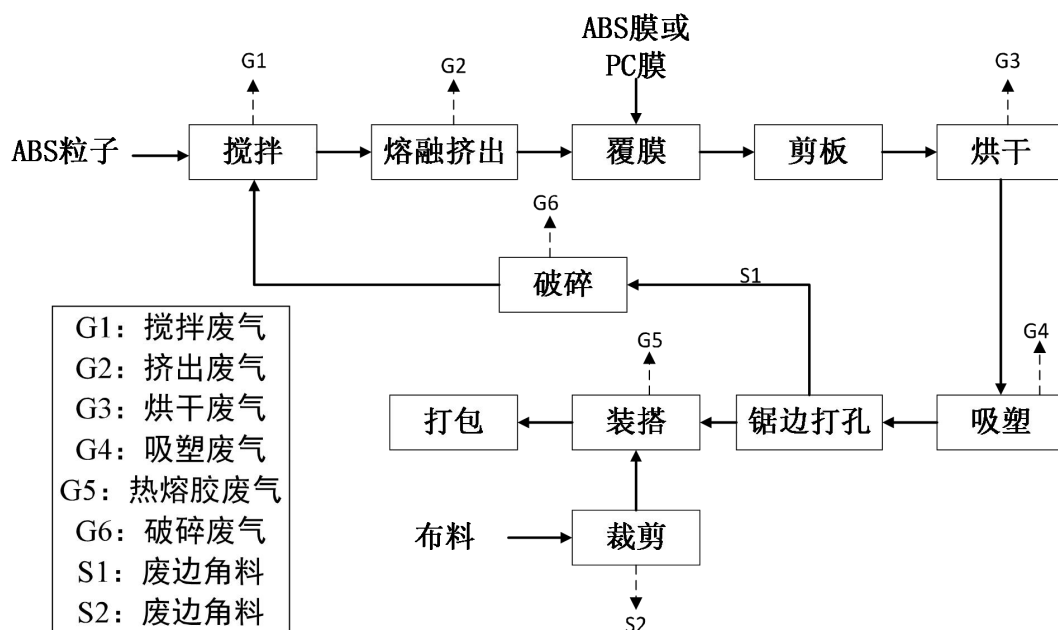 ABS膜或
PC膜
G1
G2
G3
ABS粒子
搅拌
熔融挤出
覆膜
剪板
烘干
G6
破碎
S1
G5
G4
打包
装搭
锯边打孔
吸塑
布料
裁剪
S2
G1：搅拌废气
G2：挤出废气
G3：烘干废气
G4：吸塑废气
G5：热熔胶废气
G6：破碎废气
S1：废边角料
S2：废边角料